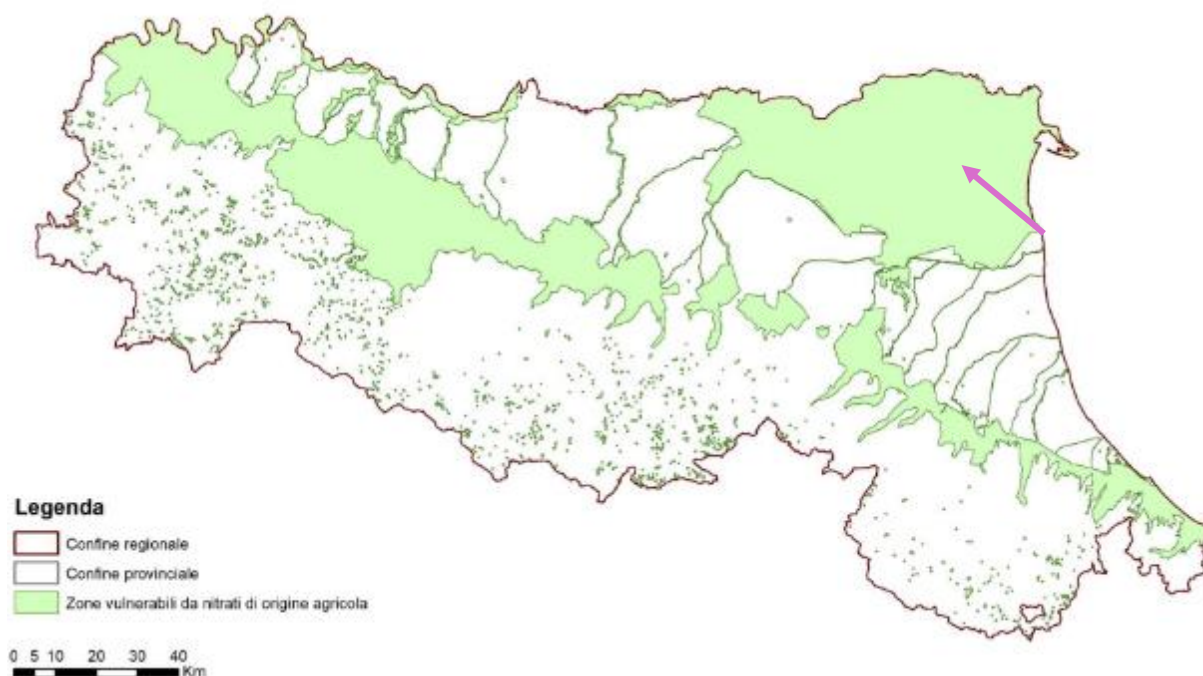 Legenda
Confine regionale
Confine provinciale
Zone vulnerabili da nitrati di origine agricola
0 5 10 20 30 40
Km